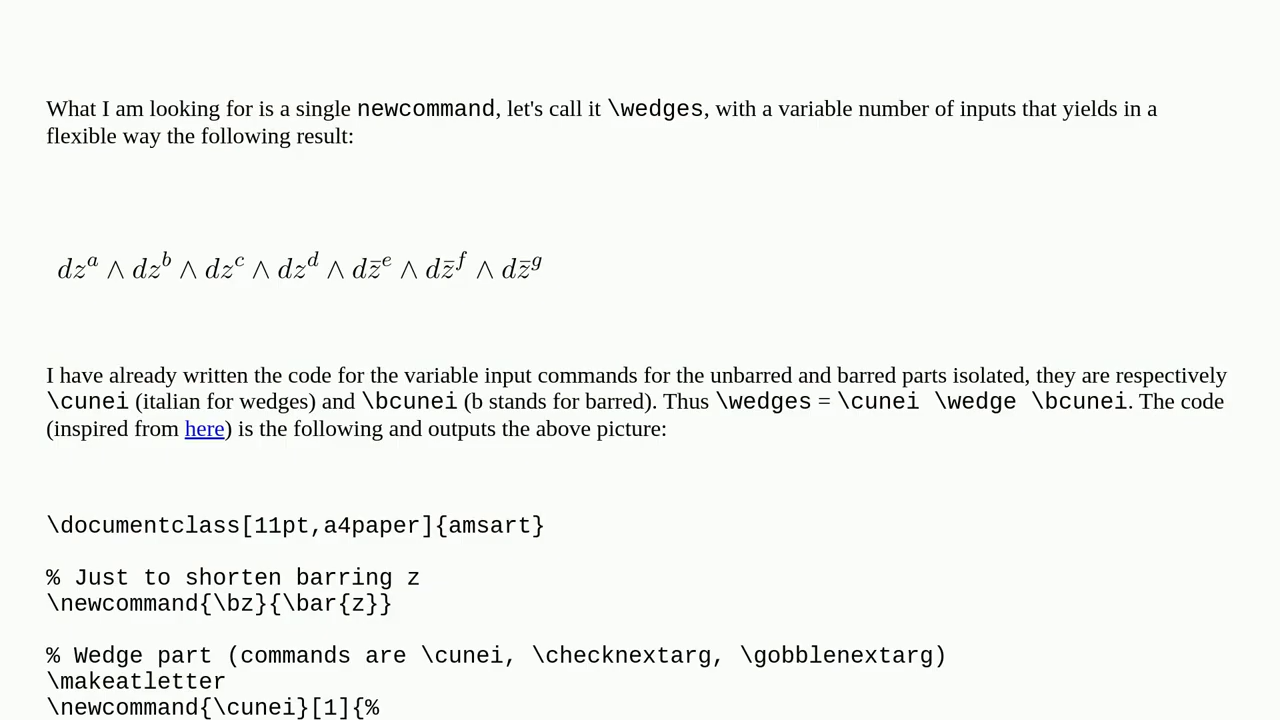 What I am looking for is a single newcommand, let's call it \wedges, with a variable number of inputs that yields in a
flexible way the following result:
dz^a ∧ dz^b ∧ dz^c ∧ dz^d ∧ dz̄^e ∧ dz̄^f ∧ dz̄^g
I have already written the code for the variable input commands for the unbarred and barred parts isolated, they are respectively
\cunei (italian for wedges) and \bcunei (b stands for barred). Thus \wedges = \cunei \wedge \bcunei. The code
(inspired from here) is the following and outputs the above picture:
\documentclass[11pt,a4paper]{amsart}
% Just to shorten barring z
\newcommand{\bz}{\bar{z}}
% Wedge part (commands are \cunei, \checknextarg, \gobblenextarg)
\makeatletter
\newcommand{\cunei}[1]{%